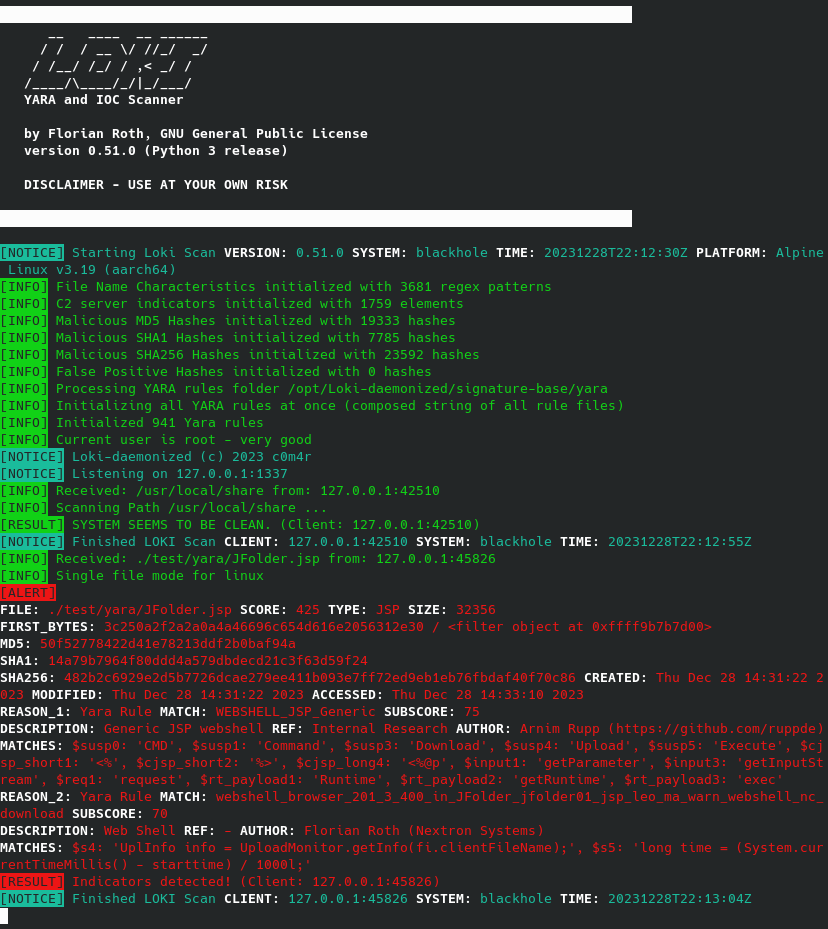 __   ____  __ ______
  / /  / __ \/ //_/  _/
 / /__/ /_/ / ,< _/ /
/____/\____/_/|_/___/
YARA and IOC Scanner
by Florian Roth, GNU General Public License
version 0.51.0 (Python 3 release)
DISCLAIMER - USE AT YOUR OWN RISK
[NOTICE] Starting Loki Scan VERSION: 0.51.0 SYSTEM: blackhole TIME: 20231228T22:12:30Z PLATFORM: Alpine
 Linux v3.19 (aarch64)
[INFO] File Name Characteristics initialized with 3681 regex patterns
[INFO] C2 server indicators initialized with 1759 elements
[INFO] Malicious MD5 Hashes initialized with 19333 hashes
[INFO] Malicious SHA1 Hashes initialized with 7785 hashes
[INFO] Malicious SHA256 Hashes initialized with 23592 hashes
[INFO] False Positive Hashes initialized with 0 hashes
[INFO] Processing YARA rules folder /opt/Loki-daemonized/signature-base/yara
[INFO] Initializing all YARA rules at once (composed string of all rule files)
[INFO] Initialized 941 Yara rules
[INFO] Current user is root - very good
[NOTICE] Loki-daemonized (c) 2023 c0m4r
[NOTICE] Listening on 127.0.0.1:1337
[INFO] Received: /usr/local/share from: 127.0.0.1:42510
[INFO] Scanning Path /usr/local/share ...
[RESULT] SYSTEM SEEMS TO BE CLEAN. (Client: 127.0.0.1:42510)
[NOTICE] Finished LOKI Scan CLIENT: 127.0.0.1:42510 SYSTEM: blackhole TIME: 20231228T22:12:55Z
[INFO] Received: ./test/yara/JFolder.jsp from: 127.0.0.1:45826
[INFO] Single file mode for linux
[ALERT]
FILE: ./test/yara/JFolder.jsp SCORE: 425 TYPE: JSP SIZE: 32356
FIRST_BYTES: 3c250a2f2a2a0a4a46696c654d616e2056312e30 / <filter object at 0xffff9b7b7d00>
MD5: 50f52778422d41e78213ddf2b0baf94a
SHA1: 14a79b7964f80ddd4a579dbdecd21c3f63d59f24
SHA256: 482b2c6929e2d5b7726dcae279ee411b093e7ff72ed9eb1eb76fbdaf40f70c86 CREATED: Thu Dec 28 14:31:22 2
023 MODIFIED: Thu Dec 28 14:31:22 2023 ACCESSED: Thu Dec 28 14:33:10 2023
REASON_1: Yara Rule MATCH: WEBSHELL_JSP_Generic SUBSCORE: 75
DESCRIPTION: Generic JSP webshell REF: Internal Research AUTHOR: Arnim Rupp (https://github.com/ruppde)
MATCHES: $susp0: 'CMD', $susp1: 'Command', $susp3: 'Download', $susp4: 'Upload', $susp5: 'Execute', $cj
sp_short1: '<%', $cjsp_short2: '%>', $cjsp_long4: '<%@p', $input1: 'getParameter', $input3: 'getInputSt
ream', $req1: 'request', $rt_payload1: 'Runtime', $rt_payload2: 'getRuntime', $rt_payload3: 'exec'
REASON_2: Yara Rule MATCH: webshell_browser_201_3_400_in_JFolder_jfolder01_jsp_leo_ma_warn_webshell_nc_
download SUBSCORE: 70
DESCRIPTION: Web Shell REF: - AUTHOR: Florian Roth (Nextron Systems)
MATCHES: $s4: 'UplInfo info = UploadMonitor.getInfo(fi.clientFileName);', $s5: 'long time = (System.cur
rentTimeMillis() - starttime) / 1000l;'
[RESULT] Indicators detected! (Client: 127.0.0.1:45826)
[NOTICE] Finished LOKI Scan CLIENT: 127.0.0.1:45826 SYSTEM: blackhole TIME: 20231228T22:13:04Z